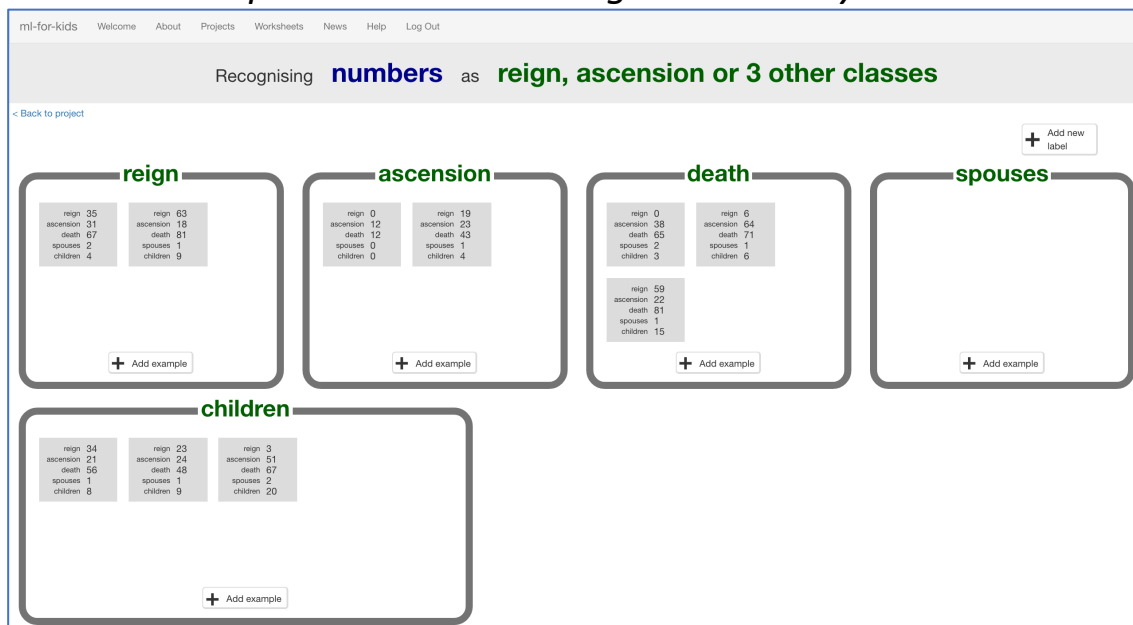 ml-for-kids Welcome About Projects Worksheets News Help Log Out
Recognising numbers as reign, ascension or 3 other classes
< Back to project
Add new
label
reign
reign 35
ascension 31
death 67
spouses 2
children 4
reign 63
ascension 18
death 81
spouses 1
children 9
Add example
ascension
reign 0
ascension 12
death 12
spouses 0
children 0
reign 19
ascension 23
death 43
spouses 1
children 4
Add example
death
reign 0
ascension 38
death 65
spouses 2
children 3
reign 6
ascension 64
death 71
spouses 1
children 6
reign 59
ascension 22
death 81
spouses 1
children 15
Add example
spouses
Add example
children
reign 34
ascension 21
death 56
spouses 1
children 8
reign 23
ascension 24
death 48
spouses 1
children 9
reign 3
ascension 51
death 67
spouses 2
children 20
Add example